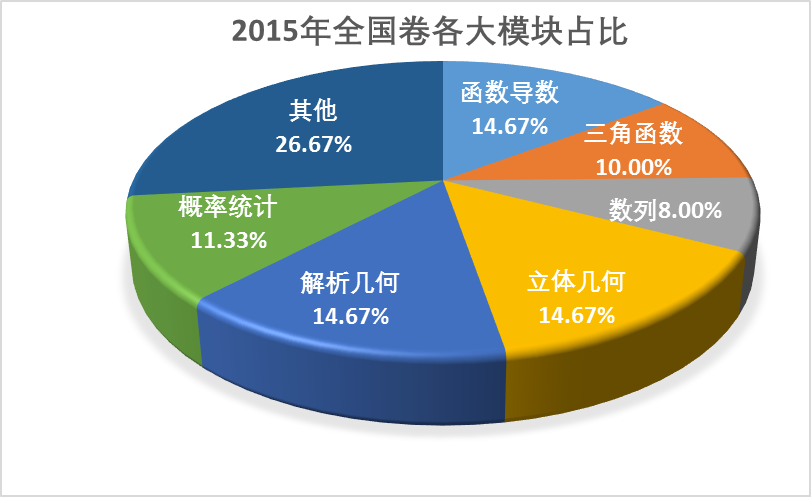 2015年全国卷各大模块占比
函数导数
14.67%
三角函数
10.00%
数列8.00%
立体几何
14.67%
解析几何
14.67%
概率统计
11.33%
其他
26.67%